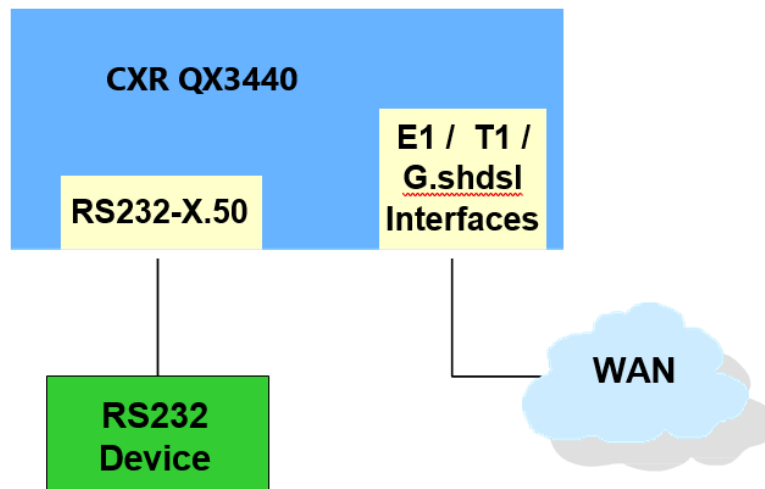 CXR QX3440
E1 / T1 /
G.shdsl
Interfaces
RS232-X.50
WAN
RS232
Device